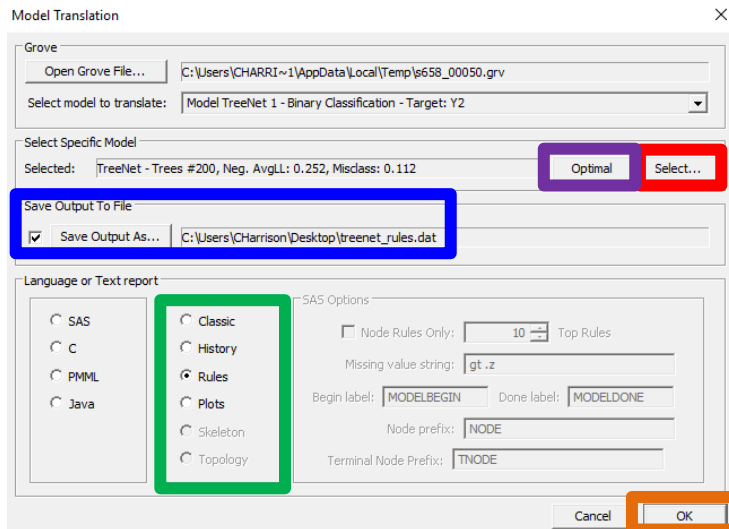 Model Translation
Grove
Open Grove File... C:\Users\CHARRI~1\AppData\Local\Temp\s658_00050.grv
Select model to translate: Model TreeNet 1 - Binary Classification - Target: Y2
Select Specific Model
Selected: TreeNet - Trees #200, Neg. AvgLL: 0.252, Misclass: 0.112 Optimal Select...
Save Output To File
Save Output As... C:\Users\CHarrison\Desktop\treenet_rules.dat
Language or Text report
SAS Options
SAS Classic Node Rules Only: 10 Top Rules
C History Missing value string: gt .z
PMML Rules Begin label: MODELBEGIN Done label: MODELDONE
Java Plots Node prefix: NODE
Skeleton
Topology Terminal Node Prefix: TNODE
Cancel OK